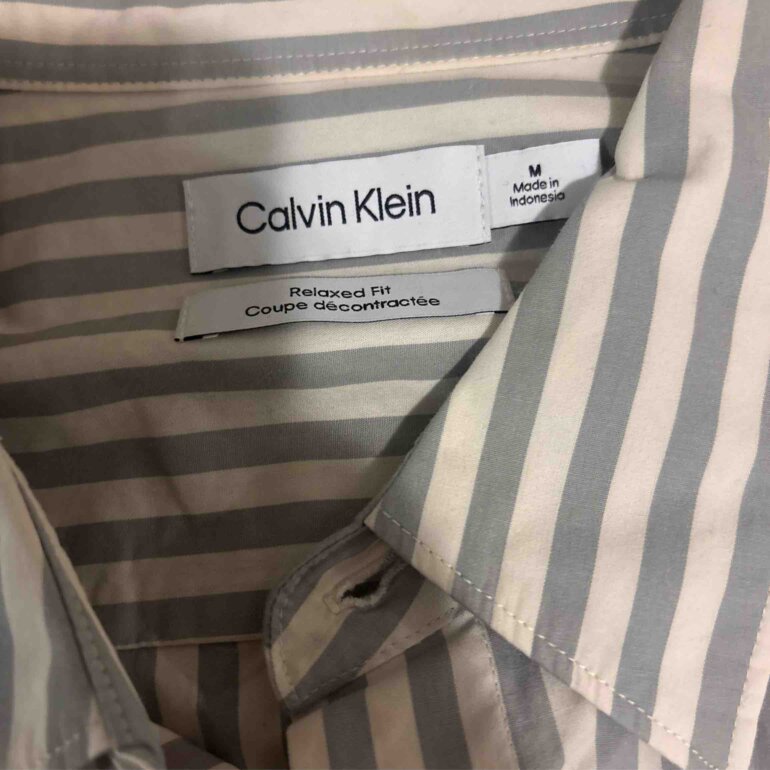 Calvin Klein
M
Made in
Indonesia
Relaxed Fit
Coupe décontractée